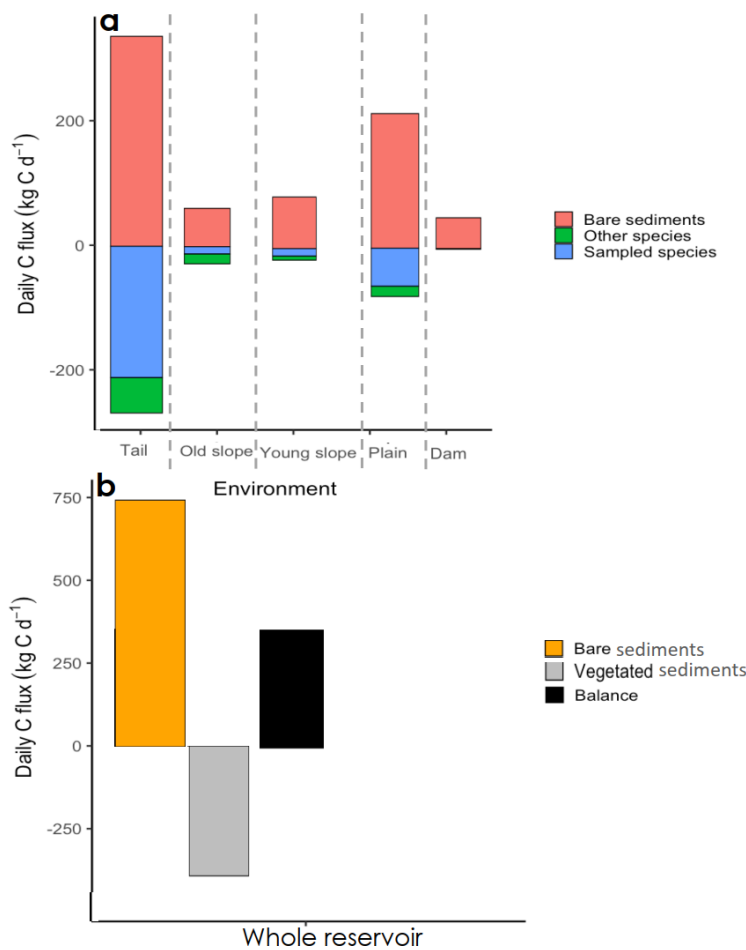 a
Daily C flux (kg C d⁻¹)
200
0
-200
Bare sediments
Other species
Sampled species
Tail
Old slope
Young slope
Plain
Dam
Environment
b
Daily C flux (kg C d⁻¹)
750
500
250
0
-250
Bare sediments
Vegetated sediments
Balance
Whole reservoir